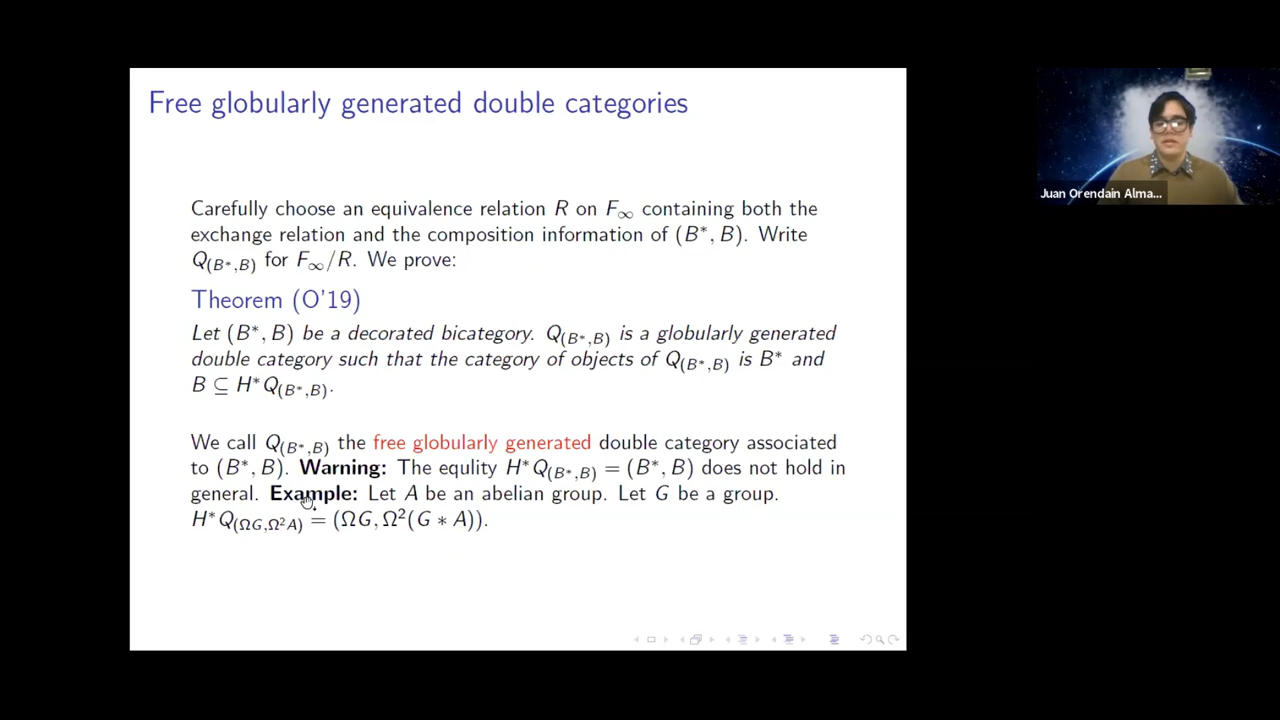 Free globularly generated double categories
Juan Orendain Alma...
Carefully choose an equivalence relation R on F∞ containing both the
exchange relation and the composition information of (B*, B). Write
Q(B*,B) for F∞/R. We prove:
Theorem (O'19)
Let (B*, B) be a decorated bicategory. Q(B*,B) is a globularly generated
double category such that the category of objects of Q(B*,B) is B* and
B ⊆ H*Q(B*,B).
We call Q(B*,B) the free globularly generated double category associated
to (B*, B). Warning: The equlity H*Q(B*,B) = (B*, B) does not hold in
general. Example: Let A be an abelian group. Let G be a group.
H*Q(ΩG,Ω²A) = (ΩG, Ω²(G * A)).